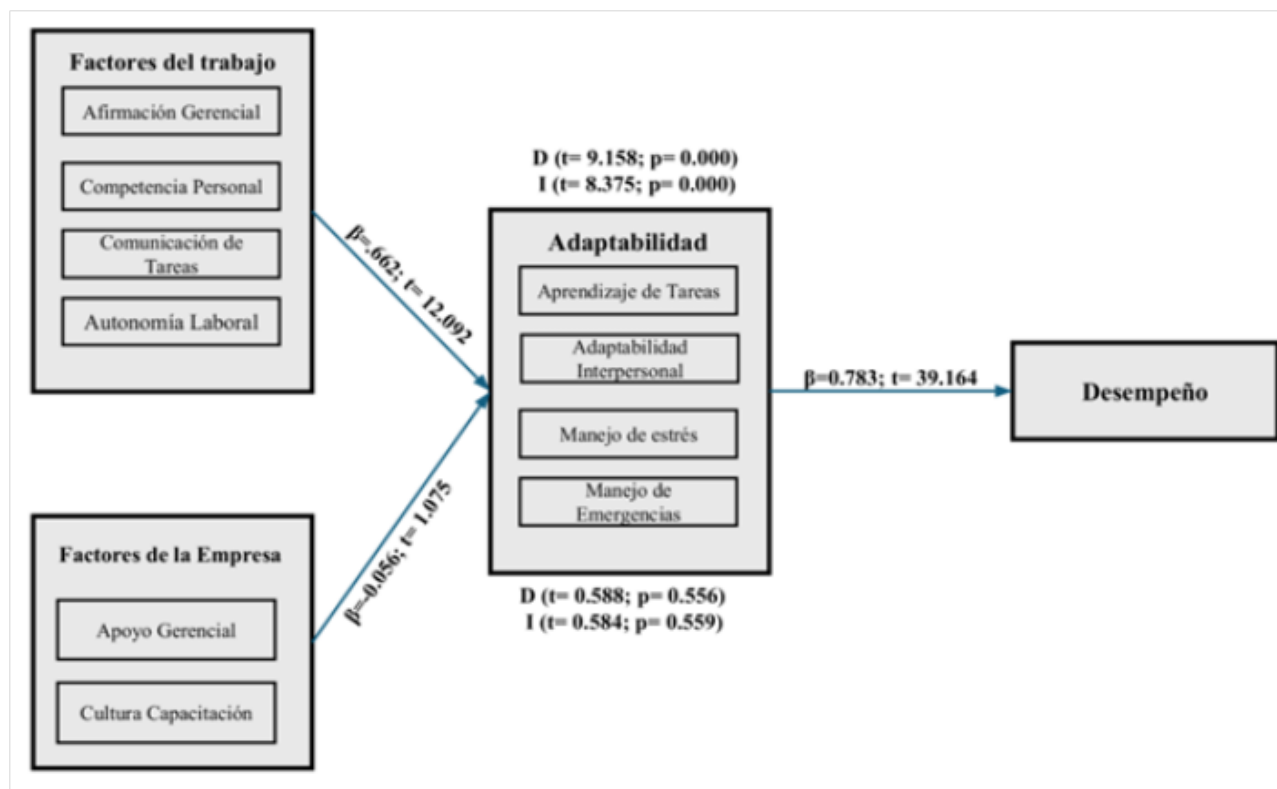 Factores del trabajo
Afirmación Gerencial
Competencia Personal
Comunicación de
Tareas
Autonomía Laboral
β=.662; t= 12.092
Factores de la Empresa
Apoyo Gerencial
Cultura Capacitación
β=-0.056; t= 1.075
D (t= 9.158; p= 0.000)
I (t= 8.375; p= 0.000)
Adaptabilidad
Aprendizaje de Tareas
Adaptabilidad
Interpersonal
Manejo de estrés
Manejo de
Emergencias
D (t= 0.588; p= 0.556)
I (t= 0.584; p= 0.559)
β=0.783; t= 39.164
Desempeño